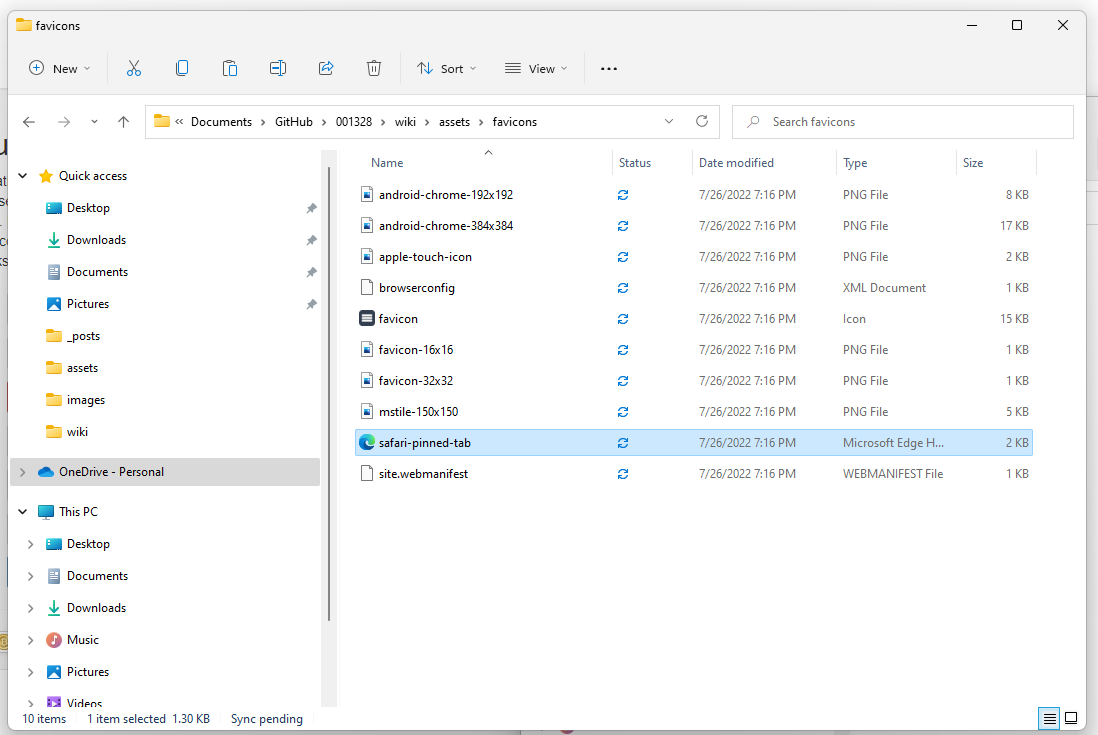 favicons
New
Sort
View
« Documents > GitHub > 001328 > wiki > assets > favicons
Search favicons
Quick access
Desktop
Downloads
Documents
Pictures
_posts
assets
images
wiki
OneDrive - Personal
This PC
Desktop
Documents
Downloads
Music
Pictures
Videos
Name Status Date modified Type Size
android-chrome-192x192 7/26/2022 7:16 PM PNG File 8 KB
android-chrome-384x384 7/26/2022 7:16 PM PNG File 17 KB
apple-touch-icon 7/26/2022 7:16 PM PNG File 2 KB
browserconfig 7/26/2022 7:16 PM XML Document 1 KB
favicon 7/26/2022 7:16 PM Icon 15 KB
favicon-16x16 7/26/2022 7:16 PM PNG File 1 KB
favicon-32x32 7/26/2022 7:16 PM PNG File 1 KB
mstile-150x150 7/26/2022 7:16 PM PNG File 5 KB
safari-pinned-tab 7/26/2022 7:16 PM Microsoft Edge H... 2 KB
site.webmanifest 7/26/2022 7:16 PM WEBMANIFEST File 1 KB
10 items 1 item selected 1.30 KB Sync pending